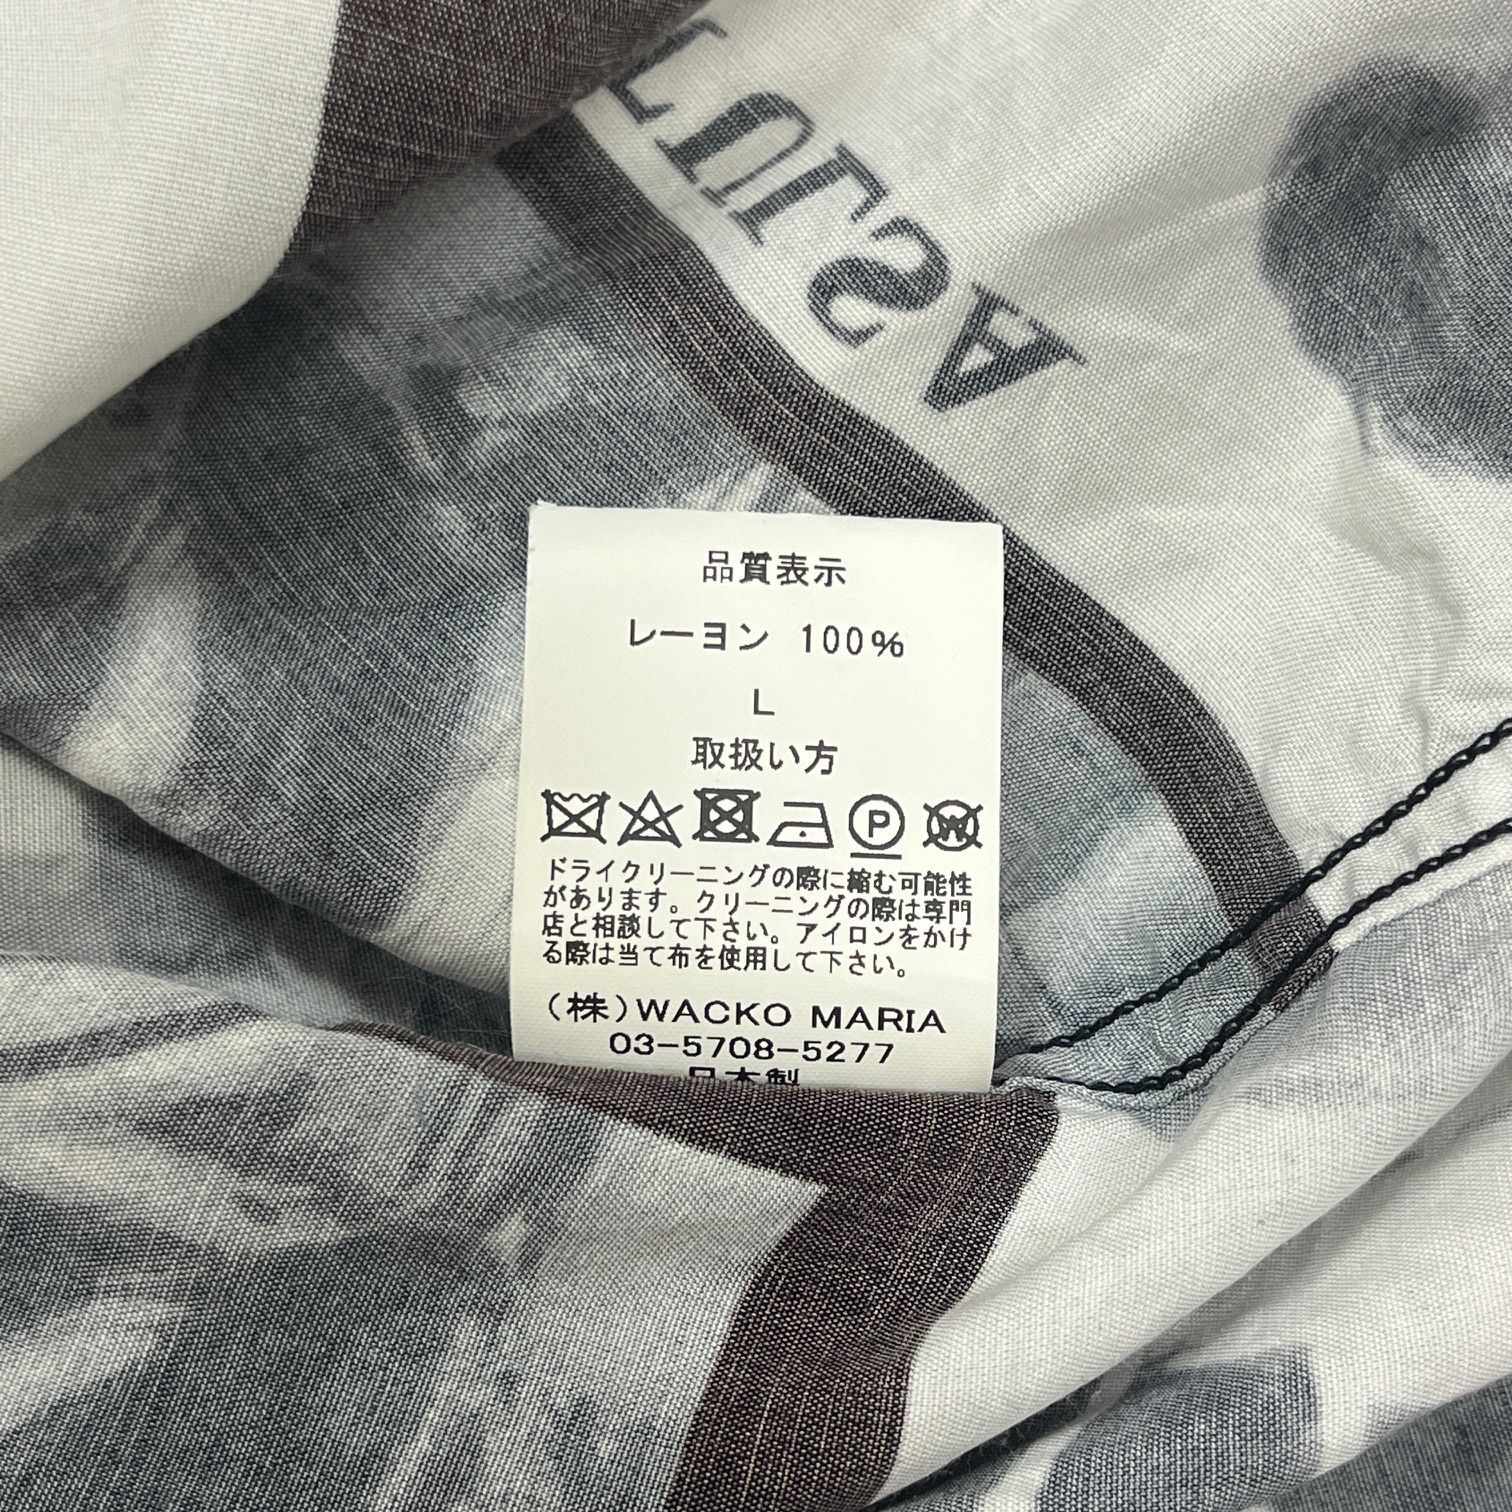 ASUL
品質表示
レーヨン 100%
L
取扱い方
P W
ドライクリーニングの際に縮む可能性
があります。クリーニングの際は専門
店と相談して下さい。アイロンをかけ
る際は当て布を使用して下さい。
(株)WACKO MARIA
03-5708-5277
日本製